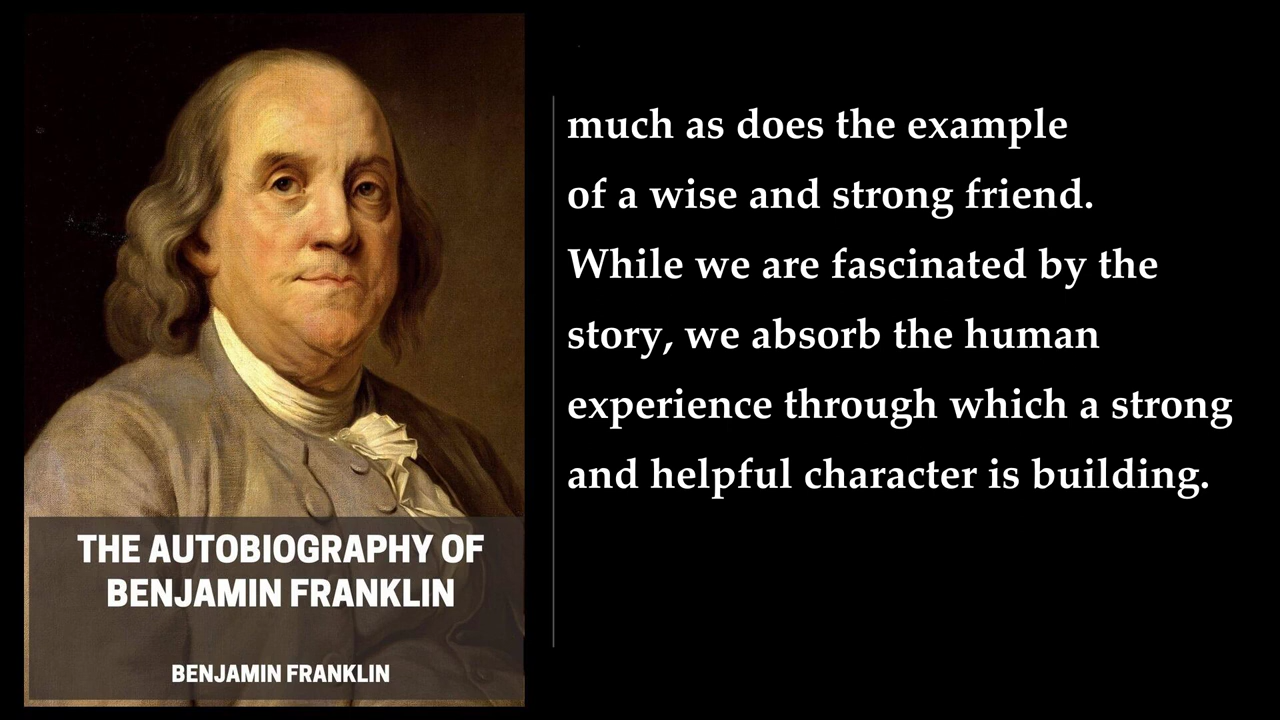 THE AUTOBIOGRAPHY OF
BENJAMIN FRANKLIN
BENJAMIN FRANKLIN
much as does the example
of a wise and strong friend.
While we are fascinated by the
story, we absorb the human
experience through which a strong
and helpful character is building.